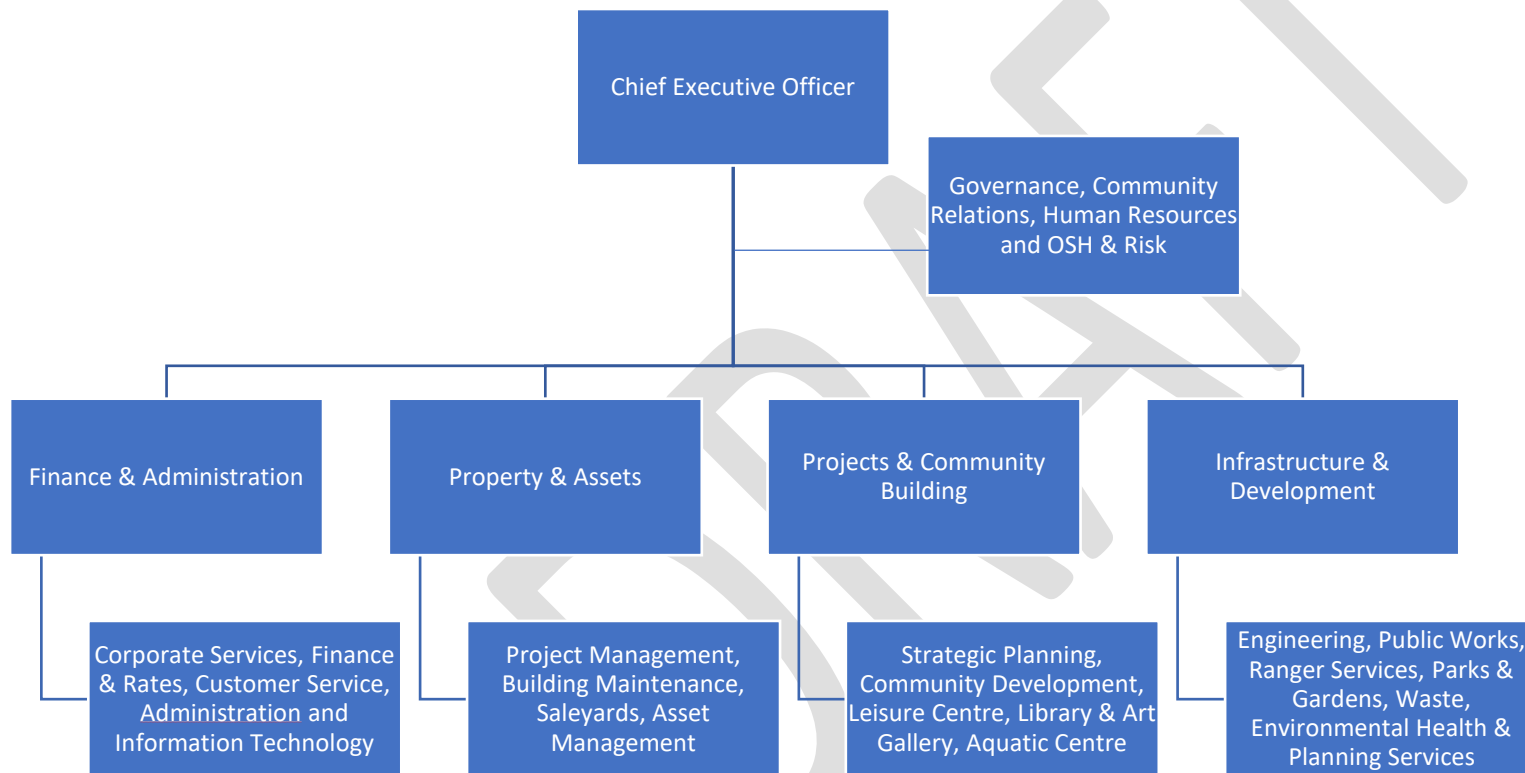 Chief Executive Officer
Governance, Community
Relations, Human Resources
and OSH & Risk
Finance & Administration
Property & Assets
Projects & Community
Building
Infrastructure &
Development
Corporate Services, Finance
& Rates, Customer Service,
Administration and
Information Technology
Project Management,
Building Maintenance,
Saleyards, Asset
Management
Strategic Planning,
Community Development,
Leisure Centre, Library & Art
Gallery, Aquatic Centre
Engineering, Public Works,
Ranger Services, Parks &
Gardens, Waste,
Environmental Health &
Planning Services
DRAFT